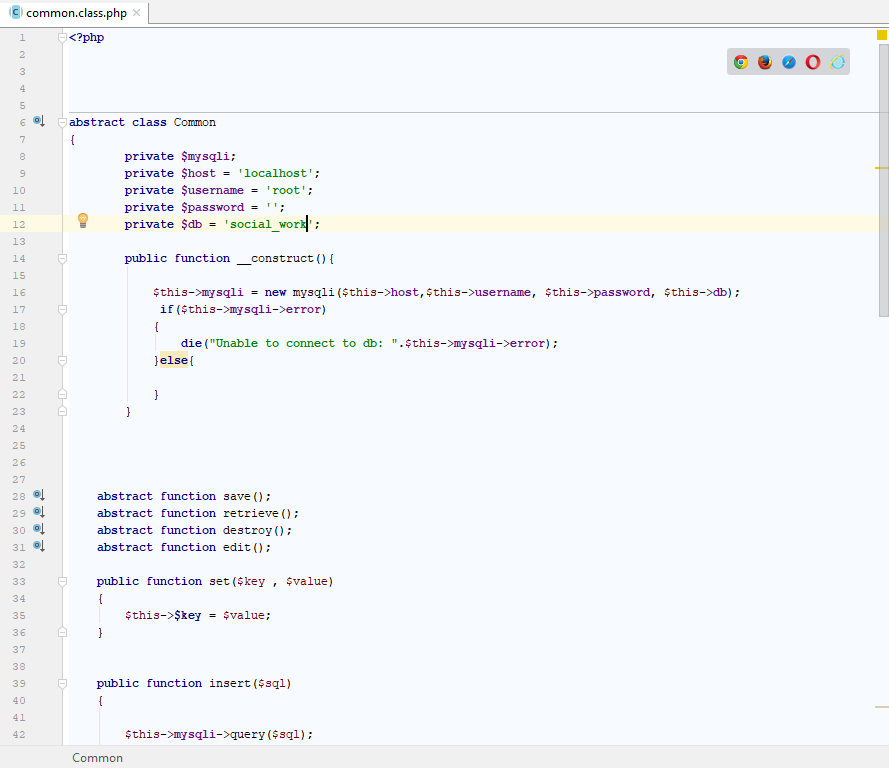 common.class.php
1 <?php
2
3
4
5
6 abstract class Common
7 {
8 private $mysqli;
9 private $host = 'localhost';
10 private $username = 'root';
11 private $password = '';
12 private $db = 'social_work';
13
14 public function __construct(){
15
16 $this->mysqli = new mysqli($this->host,$this->username, $this->password, $this->db);
17 if($this->mysqli->error)
18 {
19 die("Unable to connect to db: ".$this->mysqli->error);
20 }else{
21
22 }
23 }
24
25
26
27
28 abstract function save();
29 abstract function retrieve();
30 abstract function destroy();
31 abstract function edit();
32
33 public function set($key , $value)
34 {
35 $this->$key = $value;
36 }
37
38
39 public function insert($sql)
40 {
41
42 $this->mysqli->query($sql);
Common